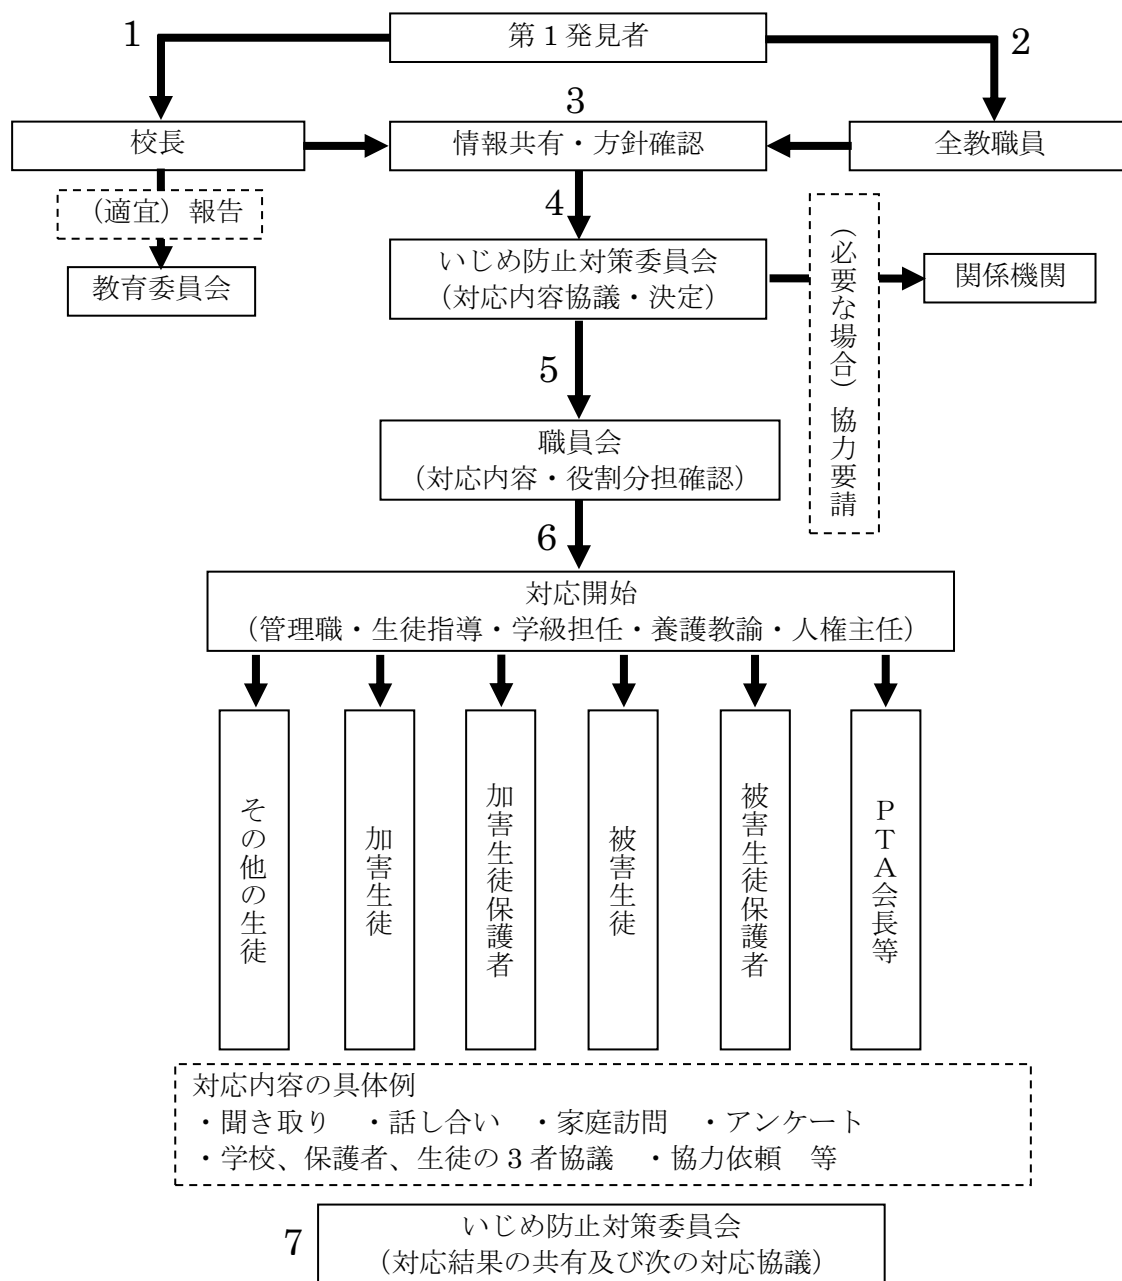 1
第１発見者
2
3
校長
情報共有・方針確認
全教職員
（適宜）報告
4
教育委員会
いじめ防止対策委員会
（対応内容協議・決定）
（必要な場合）協力要請
関係機関
5
職員会
（対応内容・役割分担確認）
6
対応開始
（管理職・生徒指導・学級担任・養護教諭・人権主任）
その他の生徒
加害生徒
加害生徒保護者
被害生徒
被害生徒保護者
ＰＴＡ会長等
対応内容の具体例
・聞き取り　・話し合い　・家庭訪問　・アンケート
・学校、保護者、生徒の３者協議　・協力依頼　等
7
いじめ防止対策委員会
（対応結果の共有及び次の対応協議）